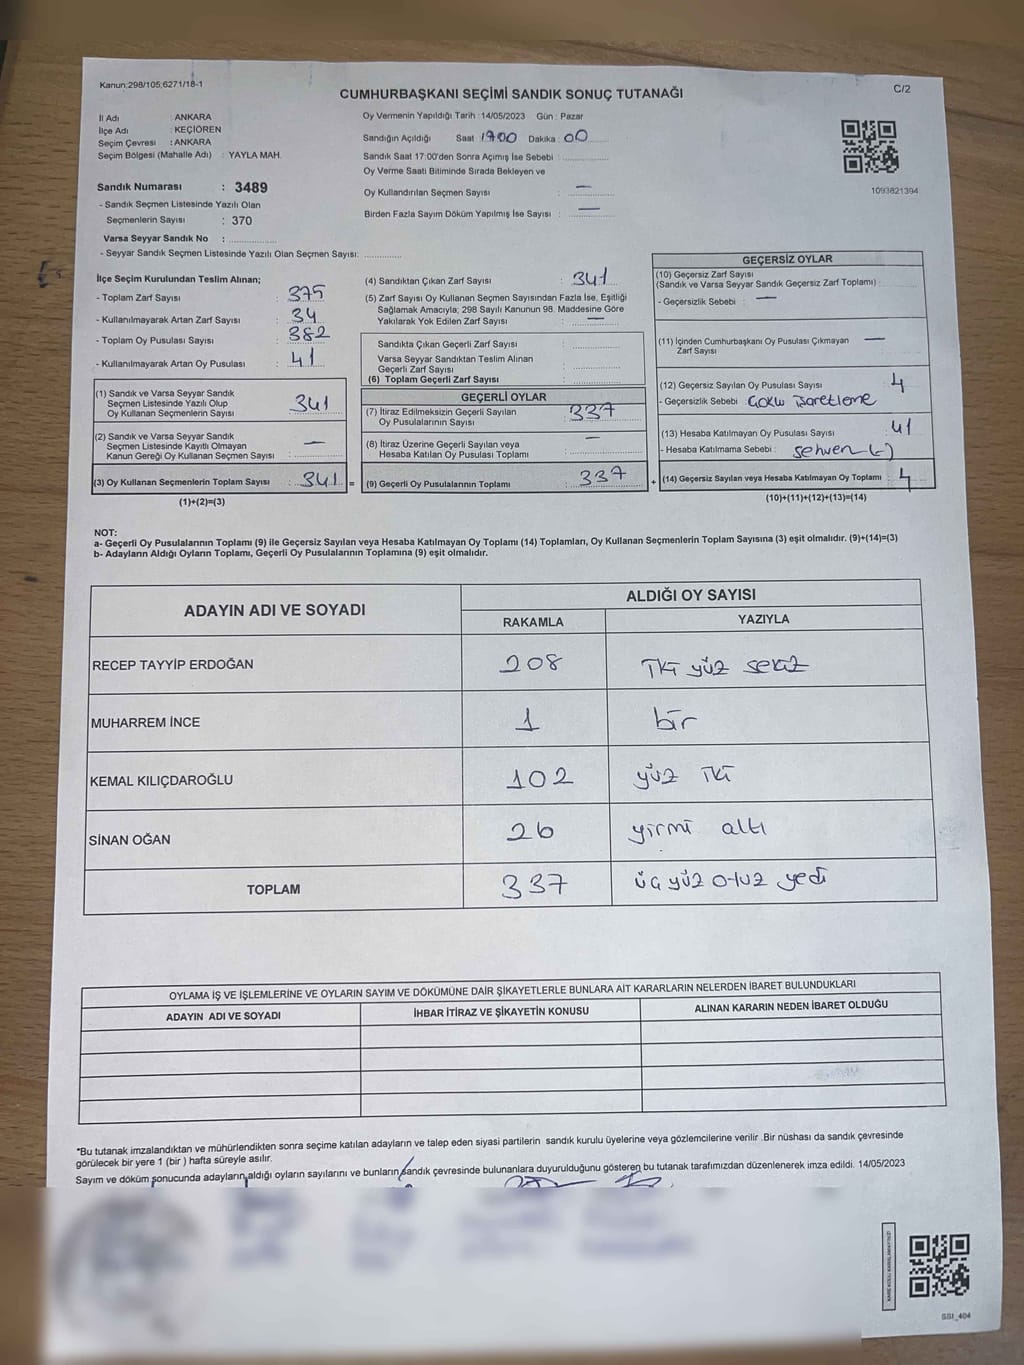 Kanun:298/105;6271/18-1
CUMHURBAŞKANI SEÇİMİ SANDIK SONUÇ TUTANAĞI
C/2
İl Adı : ANKARA
İlçe Adı : KEÇİÖREN
Seçim Çevresi : ANKARA
Seçim Bölgesi (Mahalle Adı) : YAYLA MAH.
Sandık Numarası : 3489
- Sandık Seçmen Listesinde Yazılı Olan
Seçmenlerin Sayısı : 370
Varsa Seyyar Sandık No :
- Seyyar Sandık Seçmen Listesinde Yazılı Olan Seçmen Sayısı:
Oy Vermenin Yapıldığı Tarih : 14/05/2023 Gün : Pazar
Sandığın Açıldığı Saat 1700 Dakika : 00
Sandık Saat 17:00'den Sonra Açımış İse Sebebi :
Oy Verme Saati Bitiminde Sırada Bekleyen ve
Oy Kullandırılan Seçmen Sayısı : —
Birden Fazla Sayım Döküm Yapılmış İse Sayısı : —
1093821394
İlçe Seçim Kurulundan Teslim Alınan;
- Toplam Zarf Sayısı : 375
- Kullanılmayarak Artan Zarf Sayısı : 34
- Toplam Oy Pusulası Sayısı : 382
- Kullanılmayarak Artan Oy Pusulası : 41
(1) Sandık ve Varsa Seyyar Sandık
Seçmen Listesinde Yazılı Olup
Oy Kullanan Seçmenlerin Sayısı 341
(2) Sandık ve Varsa Seyyar Sandık
Seçmen Listesinde Kayıtlı Olmayan
Kanun Gereği Oy Kullanan Seçmen Sayısı : —
(3) Oy Kullanan Seçmenlerin Toplam Sayısı : 341 =
(1)+(2)=(3)
(4) Sandıktan Çıkan Zarf Sayısı : 341
(5) Zarf Sayısı Oy Kullanan Seçmen Sayısından Fazla İse, Eşitliği
Sağlamak Amacıyla; 298 Sayılı Kanunun 98. Maddesine Göre
Yakılarak Yok Edilen Zarf Sayısı : —
Sandıkta Çıkan Geçerli Zarf Sayısı :
Varsa Seyyar Sandıktan Teslim Alınan
Geçerli Zarf Sayısı :
(6) Toplam Geçerli Zarf Sayısı :
GEÇERLİ OYLAR
(7) İtiraz Edilmeksizin Geçerli Sayılan
Oy Pusulalarının Sayısı : 337
(8) İtiraz Üzerine Geçerli Sayılan veya
Hesaba Katılan Oy Pusulası Toplamı : —
(9) Geçerli Oy Pusulalarının Toplamı : 337 +
GEÇERSİZ OYLAR
(10) Geçersiz Zarf Sayısı
(Sandık ve Varsa Seyyar Sandık Geçersiz Zarf Toplamı) :
- Geçersizlik Sebebi : —
(11) İçinden Cumhurbaşkanı Oy Pusulası Çıkmayan —
Zarf Sayısı
(12) Geçersiz Sayılan Oy Pusulası Sayısı 4
- Geçersizlik Sebebi : Çoklu işaretleme
(13) Hesaba Katılmayan Oy Pusulası Sayısı 41
- Hesaba Katılmama Sebebi : sehven (-)
(14) Geçersiz Sayılan veya Hesaba Katılmayan Oy Toplamı : 4
(10)+(11)+(12)+(13)=(14)
NOT:
a- Geçerli Oy Pusulalarının Toplamı (9) ile Geçersiz Sayılan veya Hesaba Katılmayan Oy Toplamı (14) Toplamları, Oy Kullanan Seçmenlerin Toplam Sayısına (3) eşit olmalıdır. (9)+(14)=(3)
b- Adayların Aldığı Oyların Toplamı, Geçerli Oy Pusulalarının Toplamına (9) eşit olmalıdır.
ADAYIN ADI VE SOYADI
ALDIĞI OY SAYISI
RAKAMLA YAZIYLA
RECEP TAYYİP ERDOĞAN 208 İki yüz sekiz
MUHARREM İNCE 1 bir
KEMAL KILIÇDAROĞLU 102 yüz iki
SİNAN OĞAN 26 yirmi altı
TOPLAM 337 üç yüz otuz yedi
OYLAMA İŞ VE İŞLEMLERİNE VE OYLARIN SAYIM VE DÖKÜMÜNE DAİR ŞİKAYETLERLE BUNLARA AİT KARARLARIN NELERDEN İBARET BULUNDUKLARI
ADAYIN ADI VE SOYADI İHBAR İTİRAZ VE ŞİKAYETİN KONUSU ALINAN KARARIN NEDEN İBARET OLDUĞU
*Bu tutanak imzalandıktan ve mühürlendikten sonra seçime katılan adayların ve talep eden siyasi partilerin sandık kurulu üyelerine veya gözlemcilerine verilir .Bir nüshası da sandık çevresinde
görülecek bir yere 1 (bir ) hafta süreyle asılır.
Sayım ve döküm sonucunda adayların aldığı oyların sayılarını ve bunların sandık çevresinde bulunanlara duyurulduğunu gösteren bu tutanak tarafımızdan düzenlenerek imza edildi. 14/05/2023
SSI_404